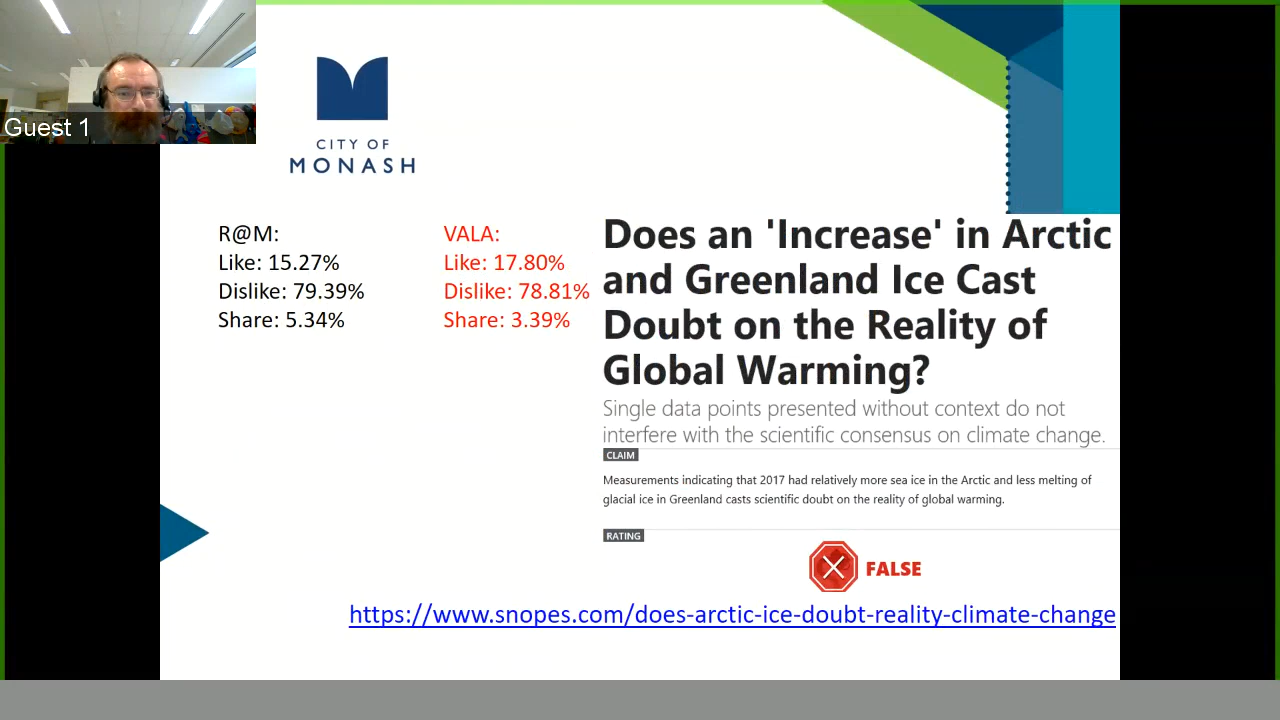 Guest 1
CITY OF
MONASH
R@M:
Like: 15.27%
Dislike: 79.39%
Share: 5.34%
VALA:
Like: 17.80%
Dislike: 78.81%
Share: 3.39%
Does an 'Increase' in Arctic
and Greenland Ice Cast
Doubt on the Reality of
Global Warming?
Single data points presented without context do not
interfere with the scientific consensus on climate change.
CLAIM
Measurements indicating that 2017 had relatively more sea ice in the Arctic and less melting of
glacial ice in Greenland casts scientific doubt on the reality of global warming.
RATING
FALSE
https://www.snopes.com/does-arctic-ice-doubt-reality-climate-change